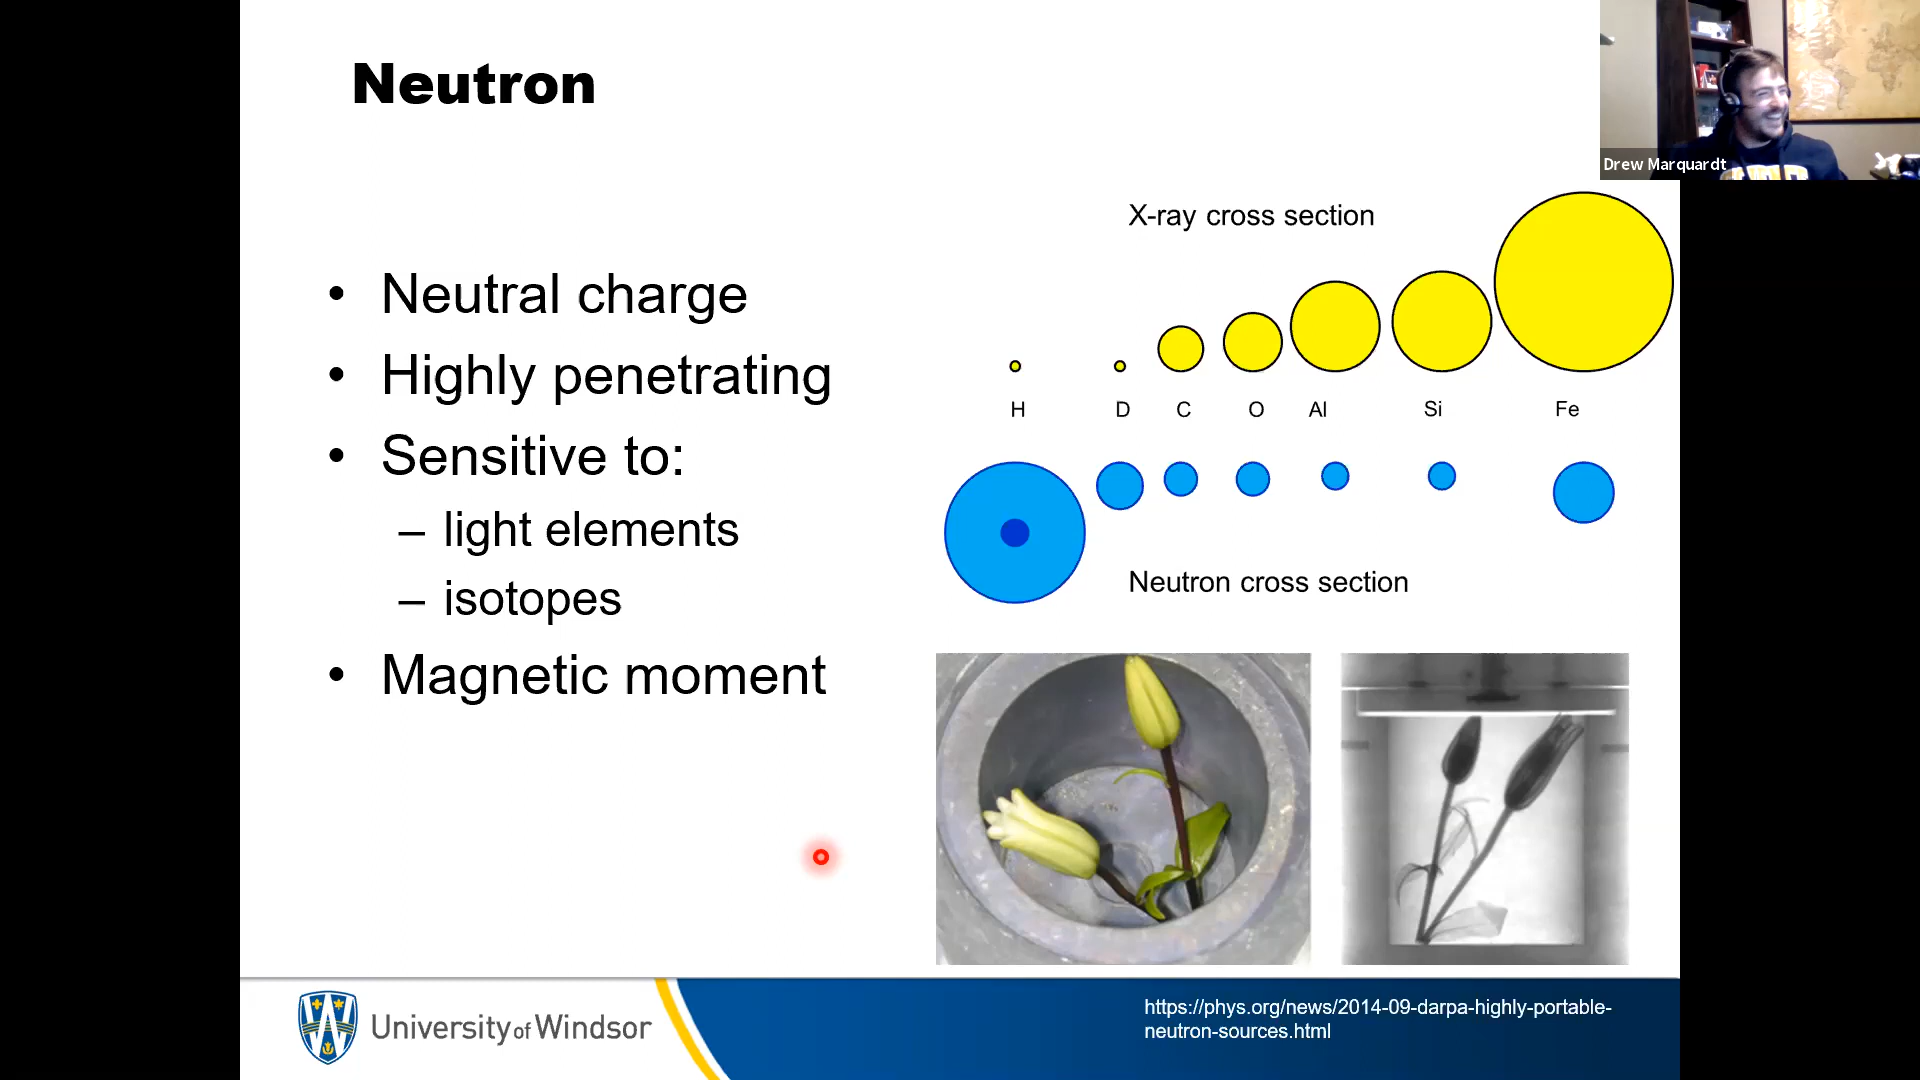 Neutron
Drew Marquardt
• Neutral charge
• Highly penetrating
• Sensitive to:
– light elements
– isotopes
• Magnetic moment
X-ray cross section
H D C O Al Si Fe
Neutron cross section
University of Windsor
https://phys.org/news/2014-09-darpa-highly-portable-
neutron-sources.html